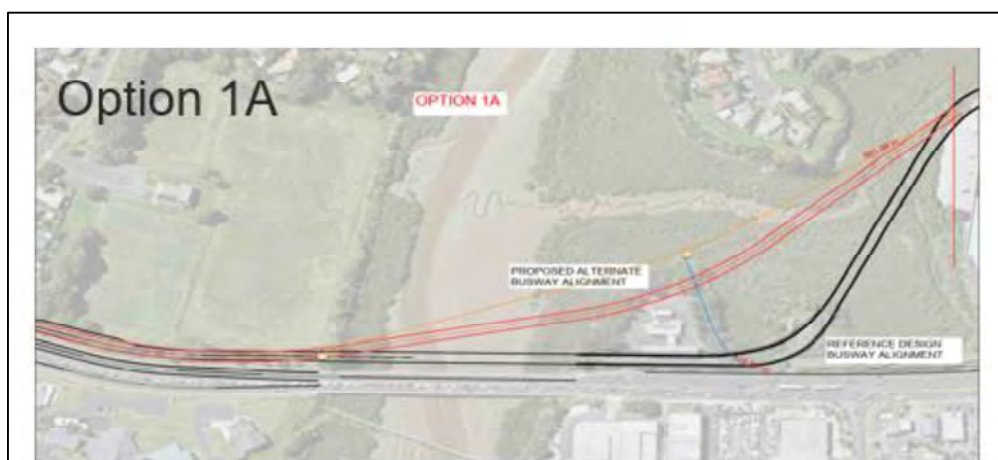 Option 1A
OPTION 1A
PROPOSED ALTERNATE
BUSWAY ALIGNMENT
REFERENCE DESIGN
BUSWAY ALIGNMENT